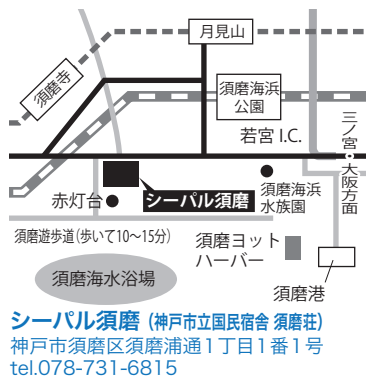 月見山
須磨寺
須磨海浜
公園
若宮 I.C.
三ノ宮・大阪方面
シーパル須磨
赤灯台
須磨海浜
水族園
須磨遊歩道(歩いて10〜15分)
須磨ヨット
ハーバー
須磨海水浴場
須磨港
シーパル須磨（神戸市立国民宿舎 須磨荘）
神戸市須磨区須磨浦通1丁目1番1号
tel.078-731-6815